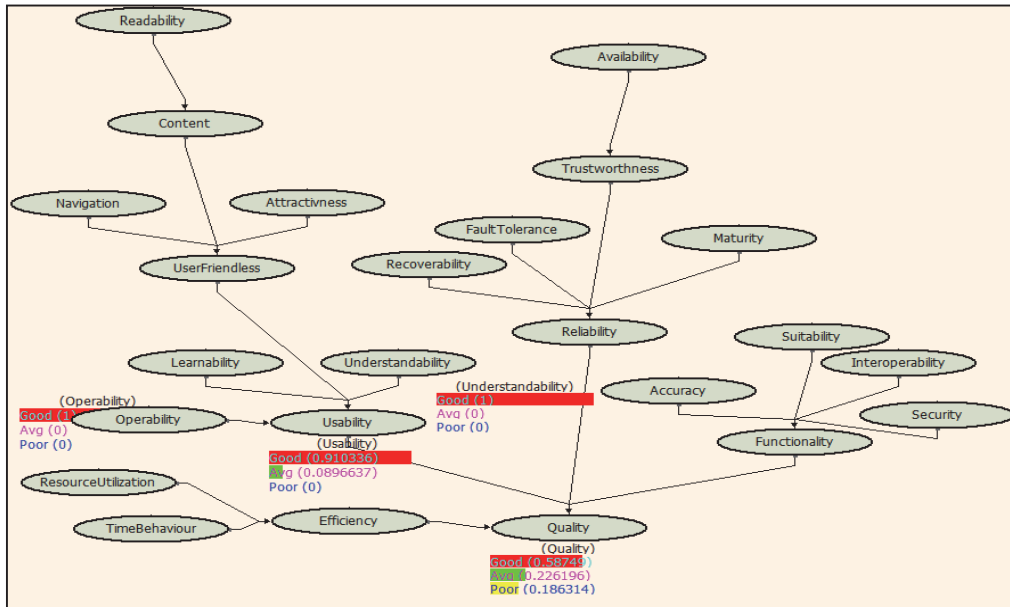 Readability
Availability
Content
Trustworthness
Navigation
Attractivness
FaultTolerance
Maturity
Recoverability
UserFriendless
Reliability
Suitability
Learnability
Understandability
Interoperability
(Understandability)
Good (1)
Avg (0)
Poor (0)
Accuracy
(Operability)
Good (1)
Avg (0)
Poor (0)
Operability
Usability
Security
Functionality
(Usability)
Good (0.910336)
Avg (0.0896637)
Poor (0)
ResourceUtilization
TimeBehaviour
Efficiency
Quality
(Quality)
Good (0.58749)
Avg (0.226196)
Poor (0.186314)